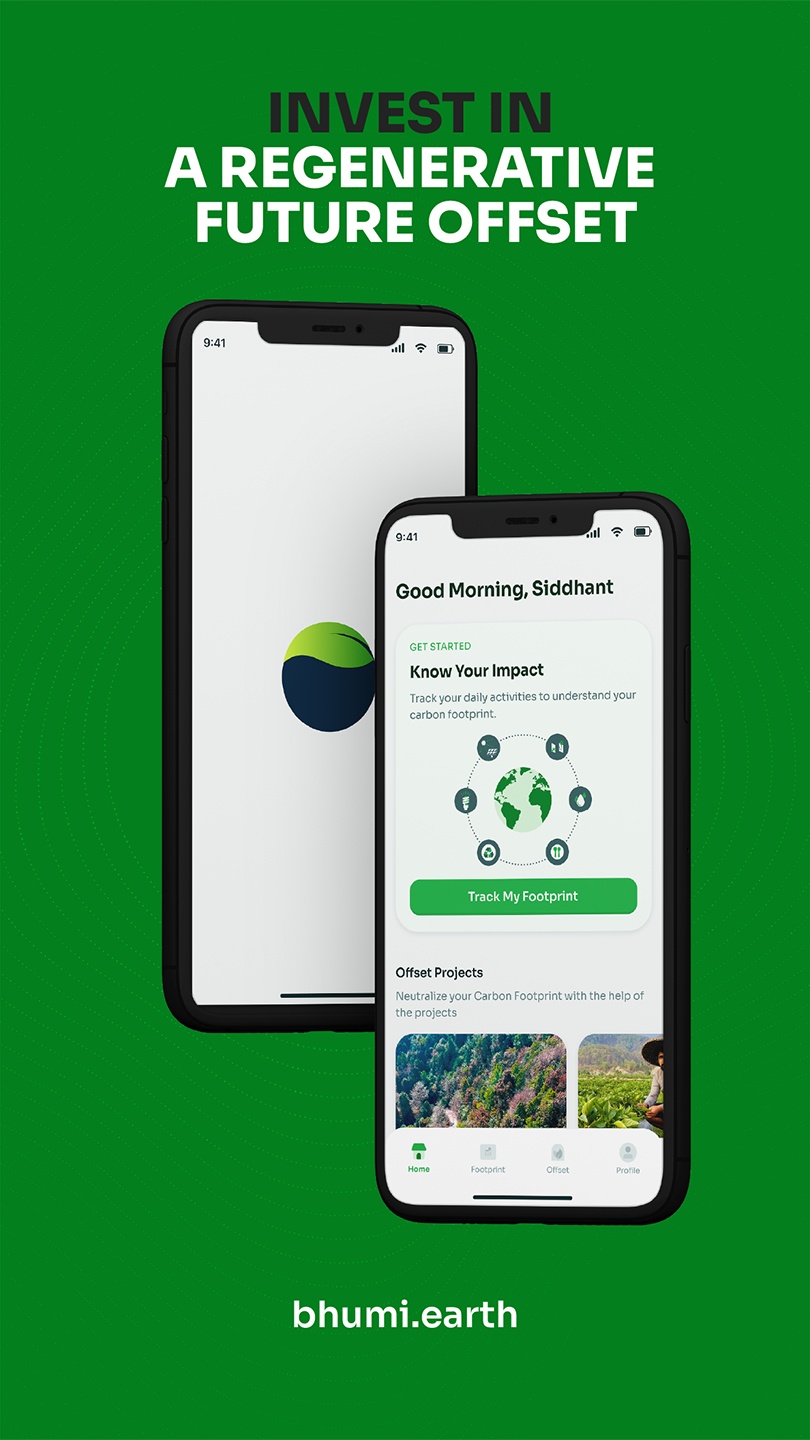 INVEST IN
A REGENERATIVE
FUTURE OFFSET
9:41
9:41
Good Morning, Siddhant
GET STARTED
Know Your Impact
Track your daily activities to understand your
carbon footprint.
Track My Footprint
Offset Projects
Neutralize your Carbon Footprint with the help of
the projects
Home Footprint Offset Profile
bhumi.earth